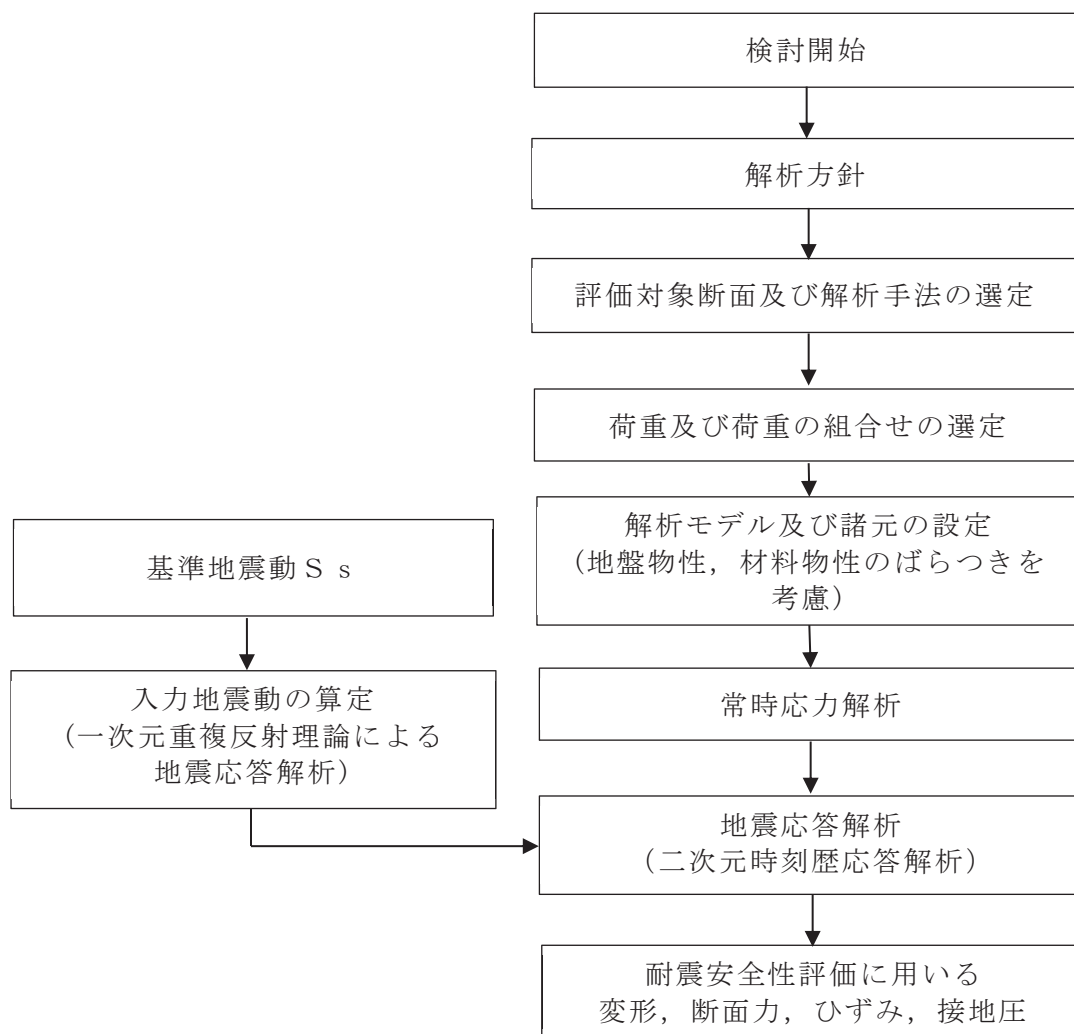 検討開始
解析方針
評価対象断面及び解析手法の選定
荷重及び荷重の組合せの選定
解析モデル及び諸元の設定
（地盤物性，材料物性のばらつきを
考慮）
基準地震動Ｓｓ
入力地震動の算定
（一次元重複反射理論による
地震応答解析）
常時応力解析
地震応答解析
（二次元時刻歴応答解析）
耐震安全性評価に用いる
変形，断面力，ひずみ，接地圧